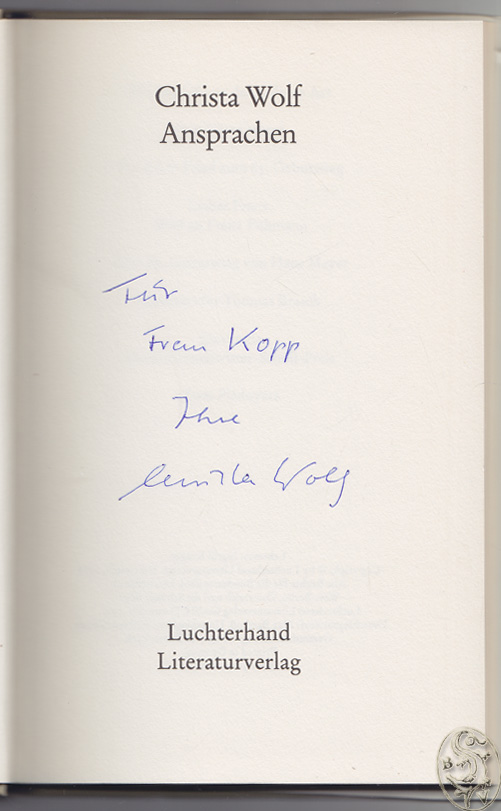 Christa Wolf
Ansprachen
Für
Frau Kopp
Ihre
Christa Wolf
Luchterhand
Literaturverlag